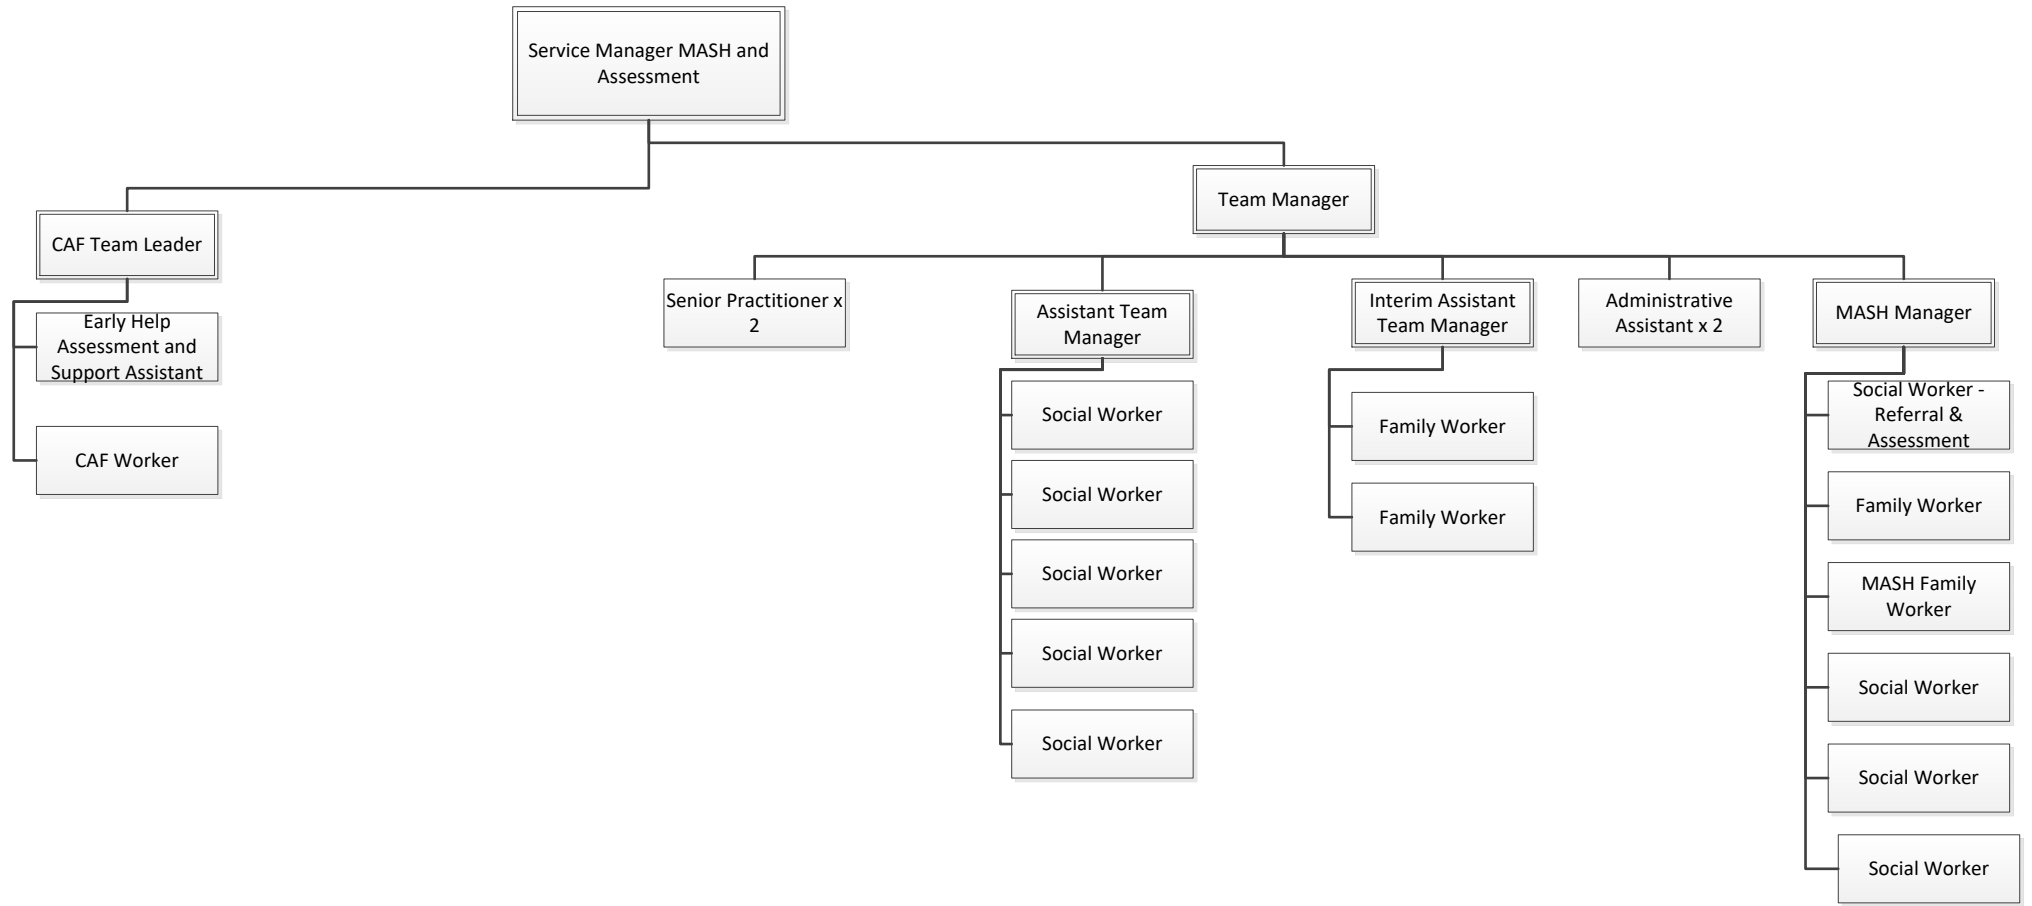 Service Manager MASH and
Assessment
Team Manager
CAF Team Leader
Senior Practitioner x
2
Assistant Team
Manager
Interim Assistant
Team Manager
Administrative
Assistant x 2
MASH Manager
Early Help
Assessment and
Support Assistant
CAF Worker
Social Worker
Social Worker
Social Worker
Social Worker
Social Worker
Family Worker
Family Worker
Social Worker -
Referral &
Assessment
Family Worker
MASH Family
Worker
Social Worker
Social Worker
Social Worker